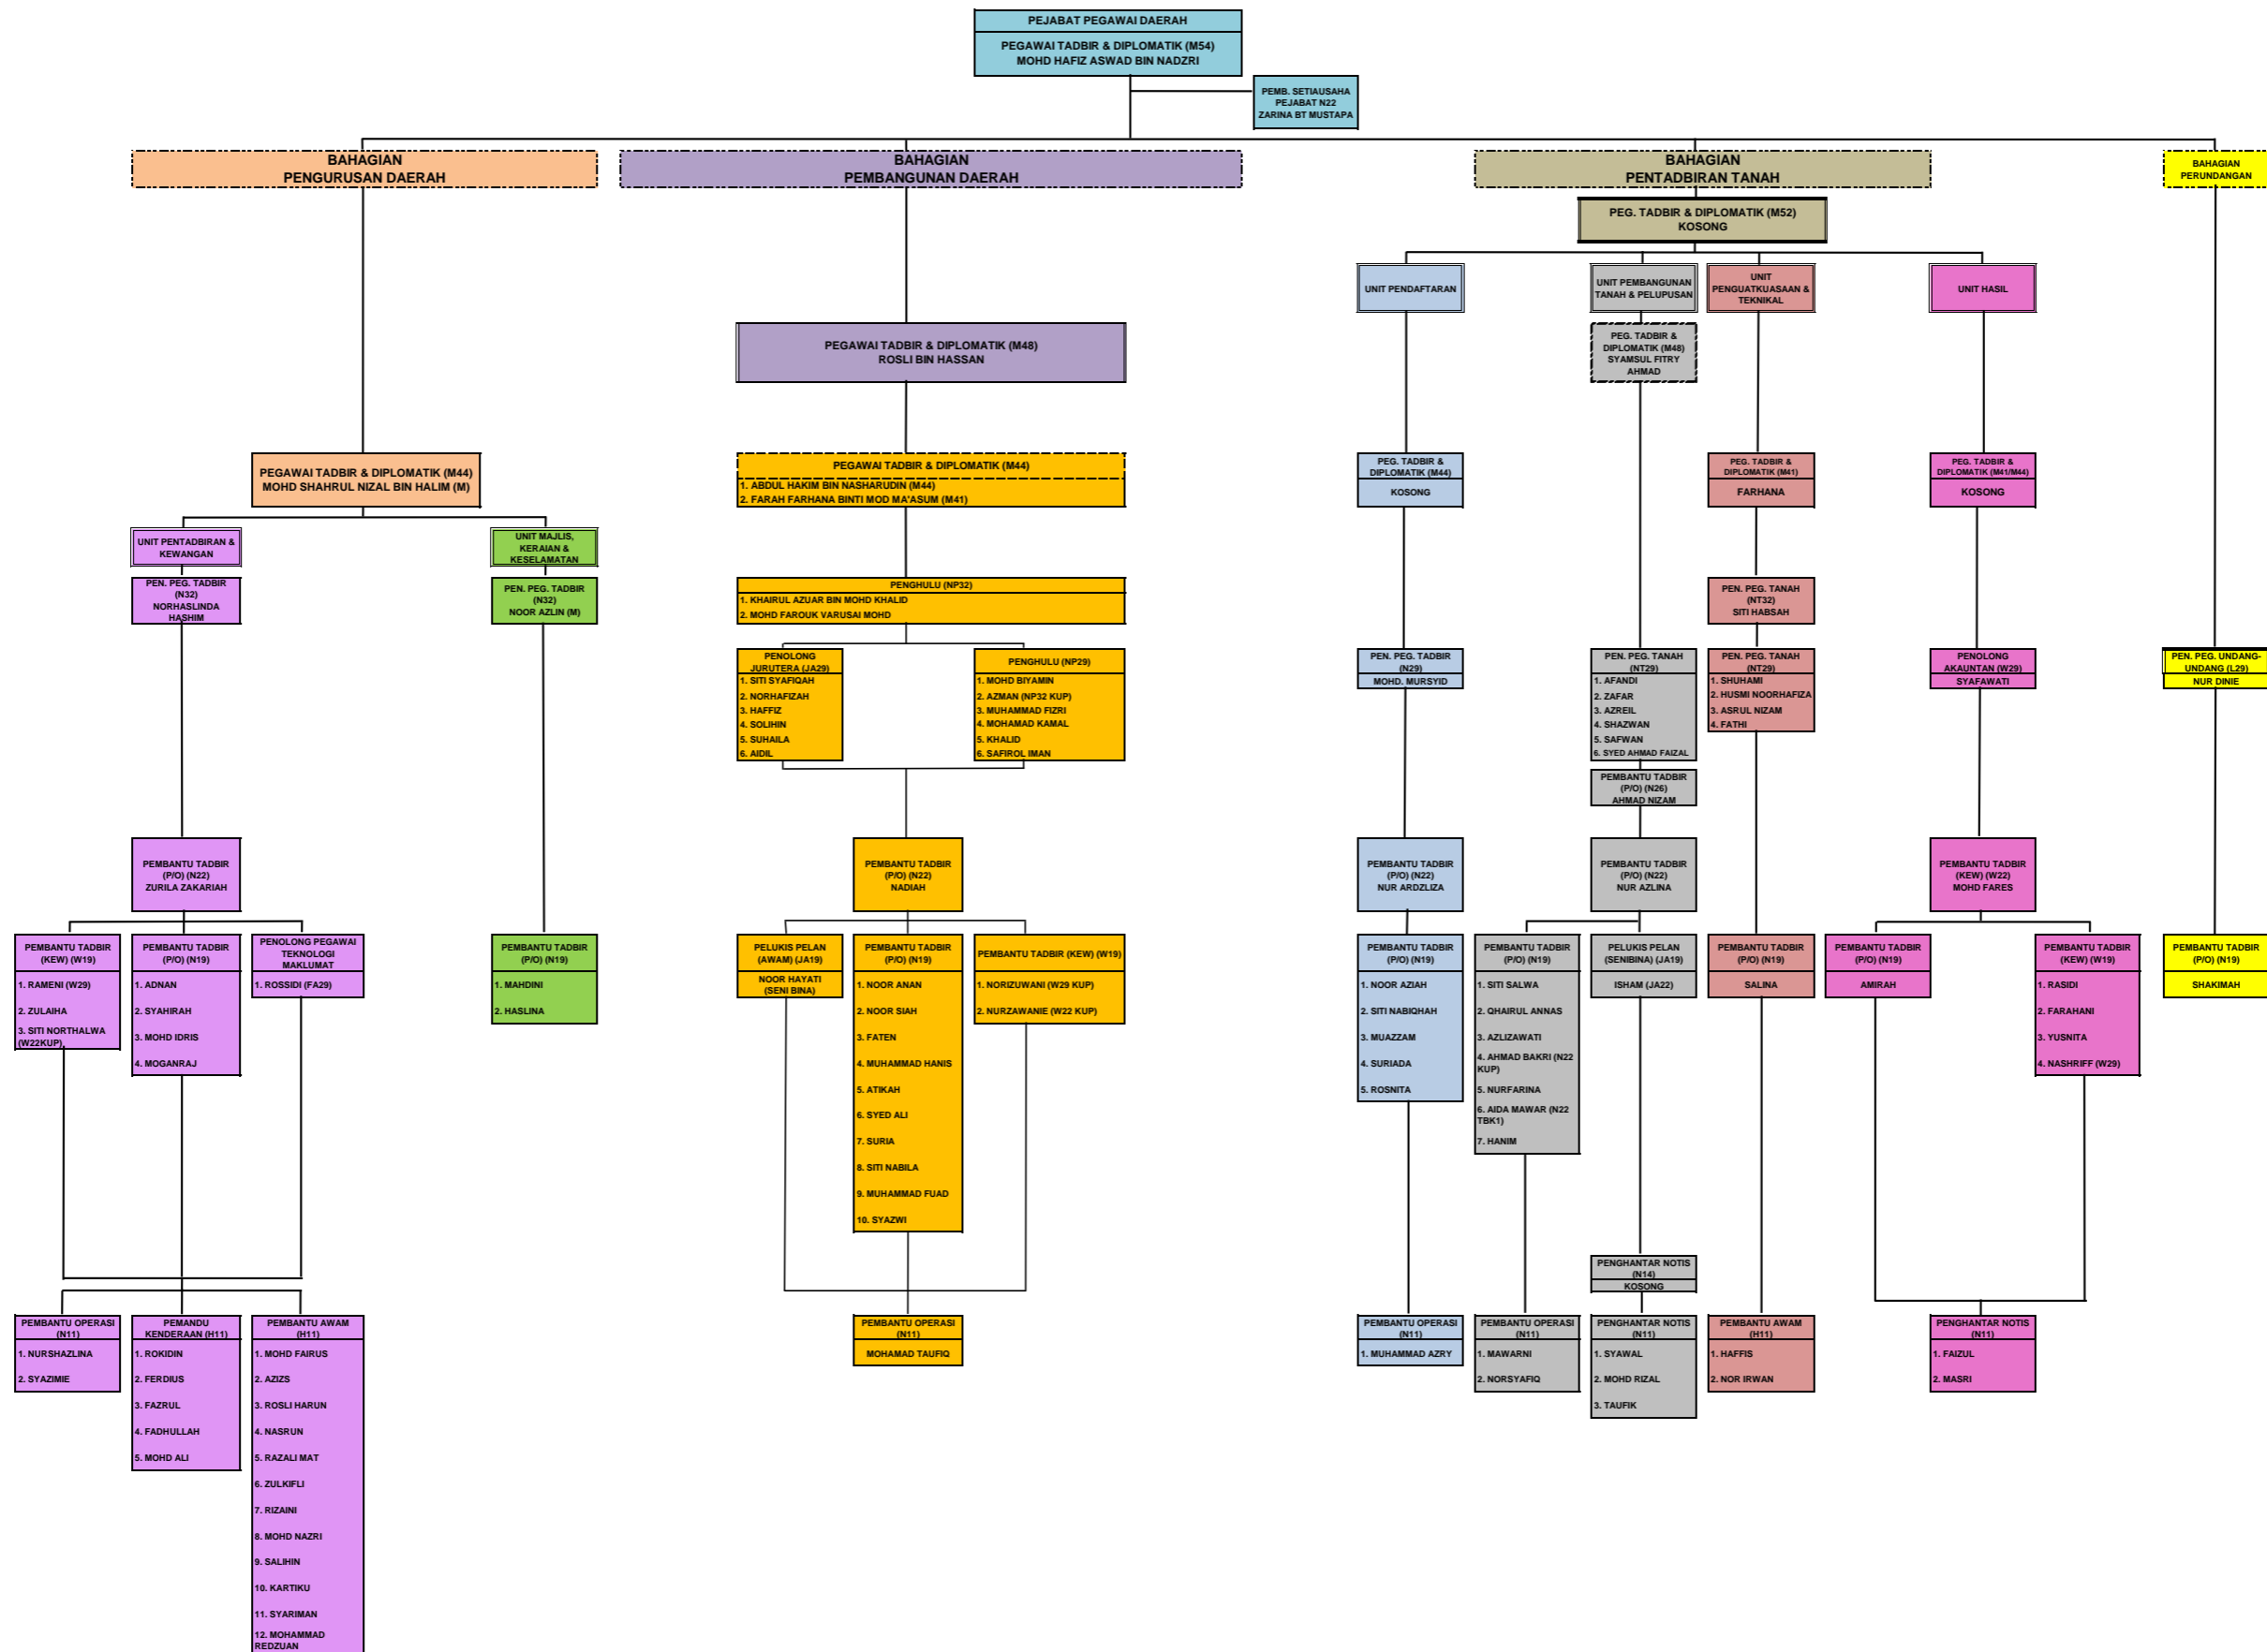 PEJABAT PEGAWAI DAERAH
PEGAWAI TADBIR & DIPLOMATIK (M54)
MOHD HAFIZ ASWAD BIN NADZRI
PEMB. SETIAUSAHA
PEJABAT N22
ZARINA BT MUSTAPA
BAHAGIAN
PENGURUSAN DAERAH
PEGAWAI TADBIR & DIPLOMATIK (M44)
MOHD SHAHRUL NIZAL BIN HALIM (M)
UNIT PENTADBIRAN &
KEWANGAN
PEN. PEG. TADBIR
(N32)
NORHASLINDA
HASHIM
PEMBANTU TADBIR
(P/O) (N22)
ZURILA ZAKARIAH
PEMBANTU TADBIR
(KEW) (W19)
1. RAMENI (W29)
2. ZULAIHA
3. SITI NORTHALWA
(W22KUP)
PEMBANTU TADBIR
(P/O) (N19)
1. ADNAN
2. SYAHIRAH
3. MOHD IDRIS
4. MOGANRAJ
PENOLONG PEGAWAI
TEKNOLOGI
MAKLUMAT
1. ROSSIDI (FA29)
PEMBANTU OPERASI
(N11)
1. NURSHAZLINA
2. SYAZIMIE
PEMANDU
KENDERAAN (H11)
1. ROKIDIN
2. FERDIUS
3. FAZRUL
4. FADHULLAH
5. MOHD ALI
PEMBANTU AWAM
(H11)
1. MOHD FAIRUS
2. AZIZS
3. ROSLI HARUN
4. NASRUN
5. RAZALI MAT
6. ZULKIFLI
7. RIZAINI
8. MOHD NAZRI
9. SALIHIN
10. KARTIKU
11. SYARIMAN
12. MOHAMMAD
REDZUAN
UNIT MAJLIS,
KERAIAN &
KESELAMATAN
PEN. PEG. TADBIR
(N32)
NOOR AZLIN (M)
PEMBANTU TADBIR
(P/O) (N19)
1. MAHDINI
2. HASLINA
BAHAGIAN
PEMBANGUNAN DAERAH
PEGAWAI TADBIR & DIPLOMATIK (M48)
ROSLI BIN HASSAN
PEGAWAI TADBIR & DIPLOMATIK (M44)
1. ABDUL HAKIM BIN NASHARUDIN (M44)
2. FARAH FARHANA BINTI MOD MA'ASUM (M41)
PENGHULU (NP32)
1. KHAIRUL AZUAR BIN MOHD KHALID
2. MOHD FAROUK VARUSAI MOHD
PENOLONG
JURUTERA (JA29)
1. SITI SYAFIQAH
2. NORHAFIZAH
3. HAFFIZ
4. SOLIHIN
5. SUHAILA
6. AIDIL
PENGHULU (NP29)
1. MOHD BIYAMIN
2. AZMAN (NP32 KUP)
3. MUHAMMAD FIZRI
4. MOHAMAD KAMAL
5. KHALID
6. SAFIROL IMAN
PEMBANTU TADBIR
(P/O) (N22)
NADIAH
PELUKIS PELAN
(AWAM) (JA19)
NOOR HAYATI
(SENI BINA)
PEMBANTU TADBIR
(P/O) (N19)
1. NOOR ANAN
2. NOOR SIAH
3. FATEN
4. MUHAMMAD HANIS
5. ATIKAH
6. SYED ALI
7. SURIA
8. SITI NABILA
9. MUHAMMAD FUAD
10. SYAZWI
PEMBANTU TADBIR (KEW) (W19)
1. NORIZUWANI (W29 KUP)
2. NURZAWANIE (W22 KUP)
PEMBANTU OPERASI
(N11)
MOHAMAD TAUFIQ
BAHAGIAN
PENTADBIRAN TANAH
PEG. TADBIR & DIPLOMATIK (M52)
KOSONG
UNIT PENDAFTARAN
PEG. TADBIR &
DIPLOMATIK (M44)
KOSONG
PEN. PEG. TADBIR
(N29)
MOHD. MURSYID
PEMBANTU TADBIR
(P/O) (N22)
NUR ARDZLIZA
PEMBANTU TADBIR
(P/O) (N19)
1. NOOR AZIAH
2. SITI NABIQHAH
3. MUAZZAM
4. SURIADA
5. ROSNITA
PEMBANTU OPERASI
(N11)
1. MUHAMMAD AZRY
UNIT PEMBANGUNAN
TANAH & PELUPUSAN
PEG. TADBIR &
DIPLOMATIK (M48)
SYAMSUL FITRY
AHMAD
PEN. PEG. TANAH
(NT29)
1. AFANDI
2. ZAFAR
3. AZREIL
4. SHAZWAN
5. SAFWAN
6. SYED AHMAD FAIZAL
PEMBANTU TADBIR
(P/O) (N26)
AHMAD NIZAM
PEMBANTU TADBIR
(P/O) (N22)
NUR AZLINA
PEMBANTU TADBIR
(P/O) (N19)
1. SITI SALWA
2. QHAIRUL ANNAS
3. AZLIZAWATI
4. AHMAD BAKRI (N22
KUP)
5. NURFARINA
6. AIDA MAWAR (N22
TBK1)
7. HANIM
PELUKIS PELAN
(SENIBINA) (JA19)
ISHAM (JA22)
PENGHANTAR NOTIS
(N14)
KOSONG
PEMBANTU OPERASI
(N11)
1. MAWARNI
2. NORSYAFIQ
PENGHANTAR NOTIS
(N11)
1. SYAWAL
2. MOHD RIZAL
3. TAUFIK
UNIT
PENGUATKUASAAN &
TEKNIKAL
PEG. TADBIR &
DIPLOMATIK (M41)
FARHANA
PEN. PEG. TANAH
(NT32)
SITI HABSAH
PEN. PEG. TANAH
(NT29)
1. SHUHAMI
2. HUSMI NOORHAFIZA
3. ASRUL NIZAM
4. FATHI
PEMBANTU TADBIR
(P/O) (N19)
SALINA
PEMBANTU AWAM
(H11)
1. HAFFIS
2. NOR IRWAN
UNIT HASIL
PEG. TADBIR &
DIPLOMATIK (M41/M44)
KOSONG
PENOLONG
AKAUNTAN (W29)
SYAFAWATI
PEMBANTU TADBIR
(KEW) (W22)
MOHD FARES
PEMBANTU TADBIR
(P/O) (N19)
AMIRAH
PEMBANTU TADBIR
(KEW) (W19)
1. RASIDI
2. FARAHANI
3. YUSNITA
4. NASHRIFF (W29)
PENGHANTAR NOTIS
(N11)
1. FAIZUL
2. MASRI
BAHAGIAN
PERUNDANGAN
PEN. PEG. UNDANG-
UNDANG (L29)
NUR DINIE
PEMBANTU TADBIR
(P/O) (N19)
SHAKIMAH